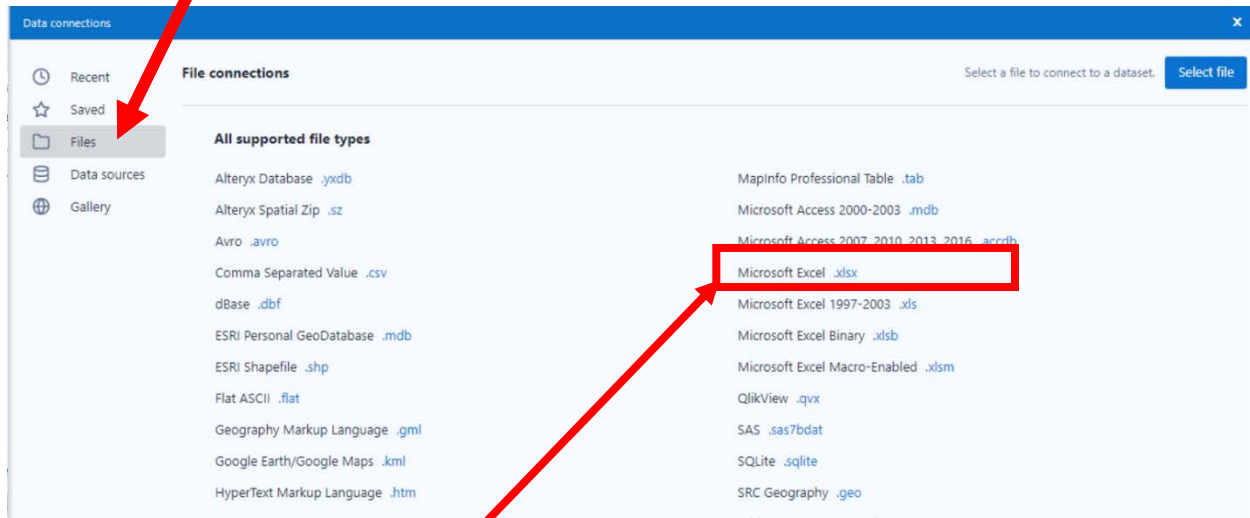 Data connections
x
Recent
Saved
Files
Data sources
Gallery
File connections
Select a file to connect to a dataset.
Select file
All supported file types
Alteryx Database .yxdb
Alteryx Spatial Zip .sz
Avro .avro
Comma Separated Value .csv
dBase .dbf
ESRI Personal GeoDatabase .mdb
ESRI Shapefile .shp
Flat ASCII .flat
Geography Markup Language .gml
Google Earth/Google Maps .kml
HyperText Markup Language .htm
MapInfo Professional Table .tab
Microsoft Access 2000-2003 .mdb
Microsoft Access 2007, 2010, 2013, 2016 .accdb
Microsoft Excel .xlsx
Microsoft Excel 1997-2003 .xls
Microsoft Excel Binary .xlsb
Microsoft Excel Macro-Enabled .xlsm
QlikView .qvx
SAS .sas7bdat
SQLite .sqlite
SRC Geography .geo